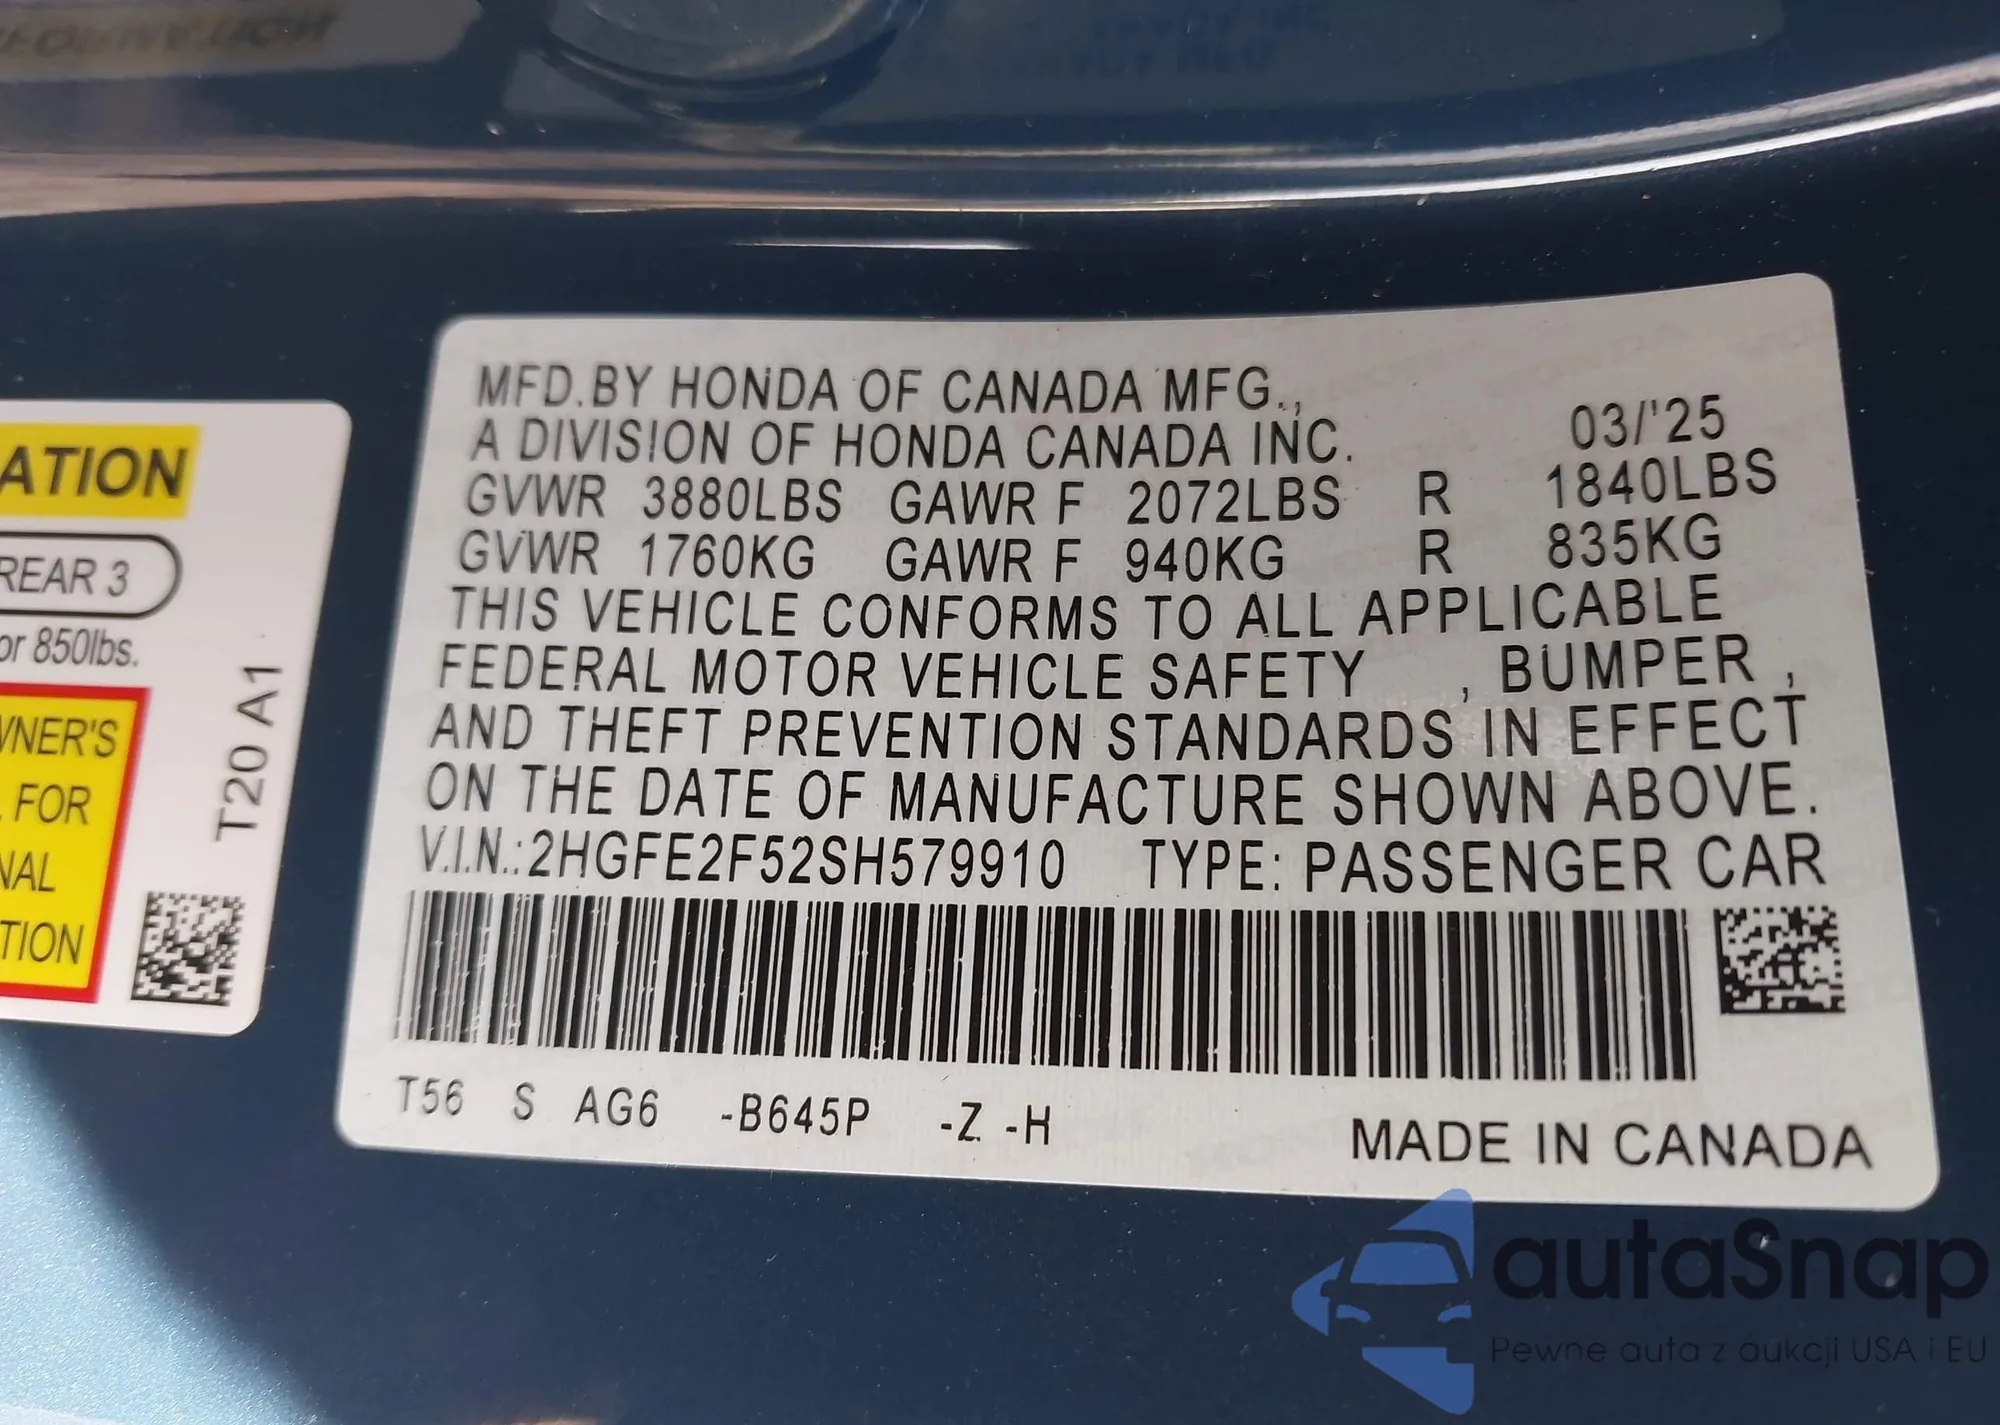 ATION
REAR 3
or 850lbs.
WNER'S
FOR
NAL
TION
T20 A1
MFD.BY HONDA OF CANADA MFG.,
A DIVISION OF HONDA CANADA INC. 03/'25
GVWR 3880LBS GAWR F 2072LBS R 1840LBS
GVWR 1760KG GAWR F 940KG R 835KG
THIS VEHICLE CONFORMS TO ALL APPLICABLE
FEDERAL MOTOR VEHICLE SAFETY , BUMPER ,
AND THEFT PREVENTION STANDARDS IN EFFECT
ON THE DATE OF MANUFACTURE SHOWN ABOVE.
V.I.N.:2HGFE2F52SH579910 TYPE: PASSENGER CAR
T56 S AG6 -B645P -Z -H
MADE IN CANADA
autaSnap
Pewne auta z aukcji USA i EU